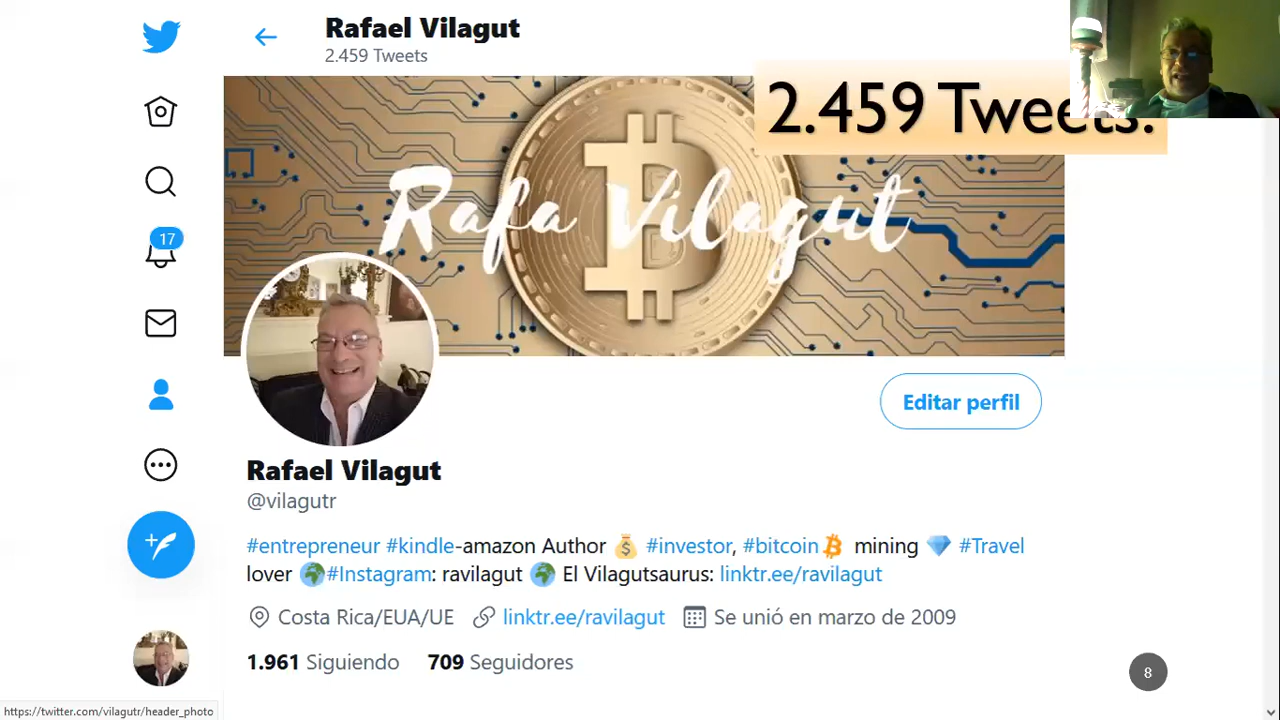 Rafael Vilagut
2.459 Tweets
2.459 Tweets.
Rafa Vilagut
17
Editar perfil
Rafael Vilagut
@vilagutr
#entrepreneur #kindle-amazon Author 💰 #investor, #bitcoin mining 💎 #Travel
lover 🌍#Instagram: ravilagut 🌍 El Vilagutsaurus: linktr.ee/ravilagut
Costa Rica/EUA/UE linktr.ee/ravilagut Se unió en marzo de 2009
1.961 Siguiendo 709 Seguidores
8
https://twitter.com/vilagutr/header_photo